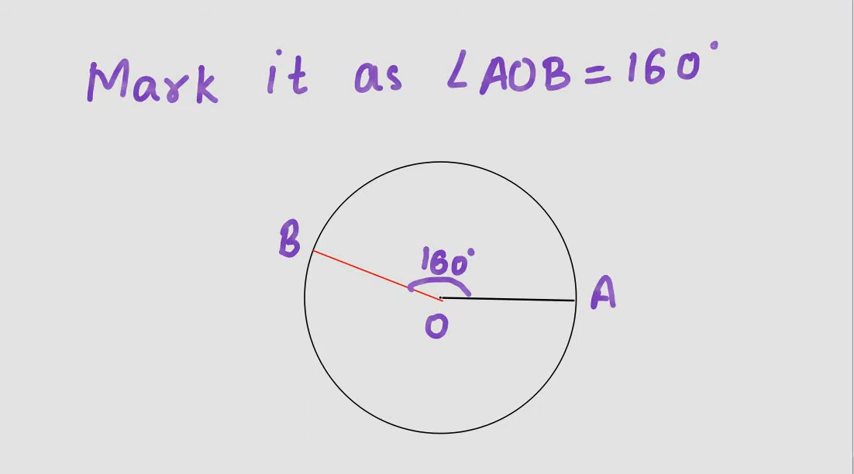 Mark it as ∠AOB = 160°
B
160°
A
O